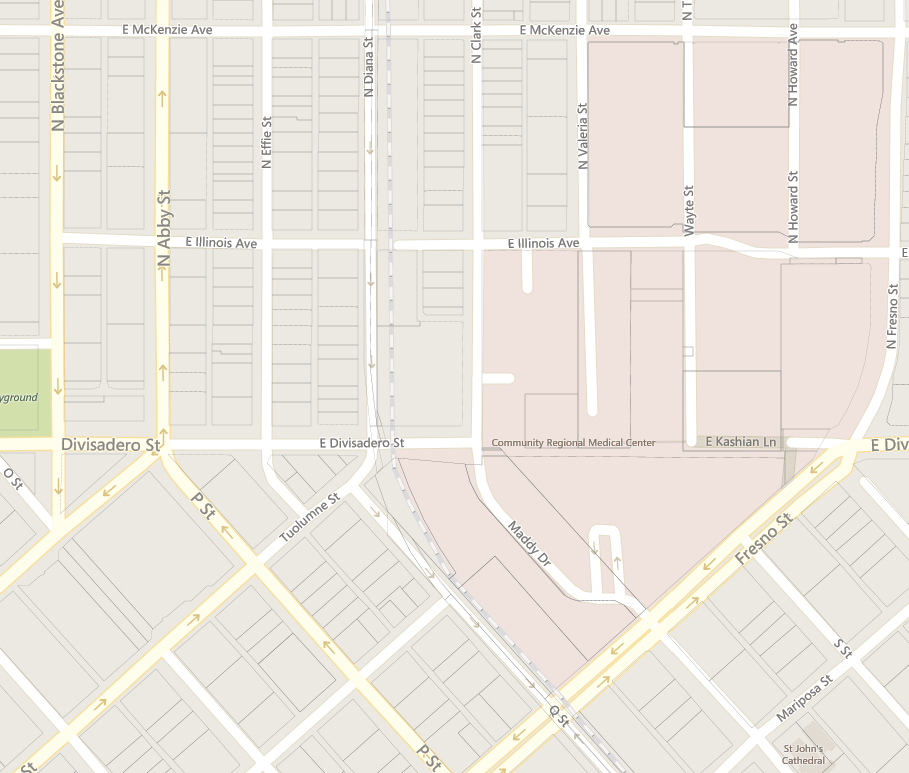 N T
E McKenzie Ave
E McKenzie Ave
N Blackstone Ave
N Diana St
N Clark St
N Howard Ave
N Effie St
N Valeria St
N Abby St
Wayte St
N Howard St
E Illinois Ave
E Illinois Ave
E
N Fresno St
yground
Divisadero St
E Divisadero St
Community Regional Medical Center
E Kashian Ln
E Div
O St
P St
Tuolumne St
Maddy Dr
Fresno St
S St
Mariposa St
Q St
P St
St
St John's
Cathedral